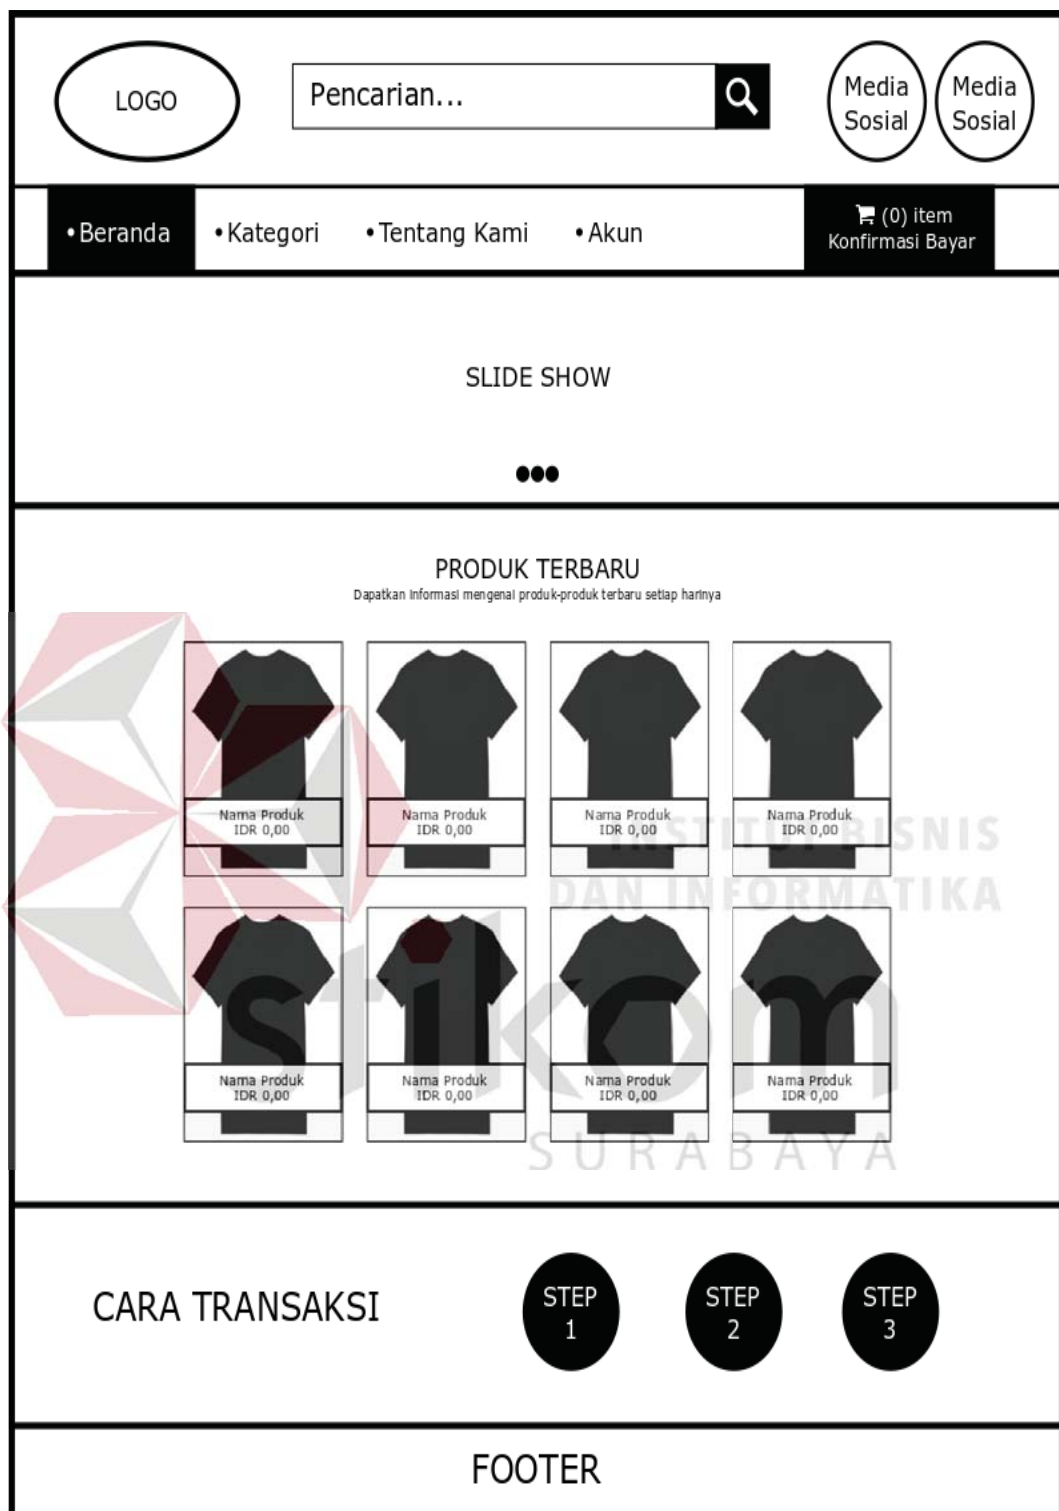 LOGO
Pencarian...
Media
Sosial
Media
Sosial
•Beranda
•Kategori
•Tentang Kami
•Akun
(0) item
Konfirmasi Bayar
SLIDE SHOW
PRODUK TERBARU
Dapatkan informasi mengenai produk-produk terbaru setiap harinya
Nama Produk
IDR 0,00
Nama Produk
IDR 0,00
Nama Produk
IDR 0,00
Nama Produk
IDR 0,00
INSTITUT BISNIS
DAN INFORMATIKA
stikom
Nama Produk
IDR 0,00
Nama Produk
IDR 0,00
Nama Produk
IDR 0,00
Nama Produk
IDR 0,00
SURABAYA
CARA TRANSAKSI
STEP
1
STEP
2
STEP
3
FOOTER